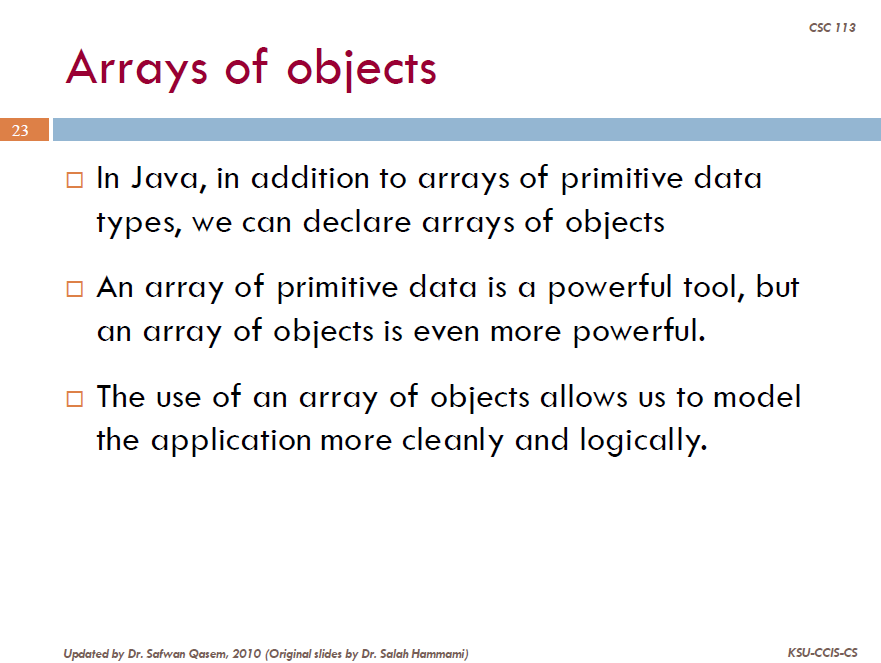 CSC 113
Arrays of objects
23
In Java, in addition to arrays of primitive data
types, we can declare arrays of objects
An array of primitive data is a powerful tool, but
an array of objects is even more powerful.
The use of an array of objects allows us to model
the application more cleanly and logically.
Updated by Dr. Safwan Qasem, 2010 (Original slides by Dr. Salah Hammami)
KSU-CCIS-CS